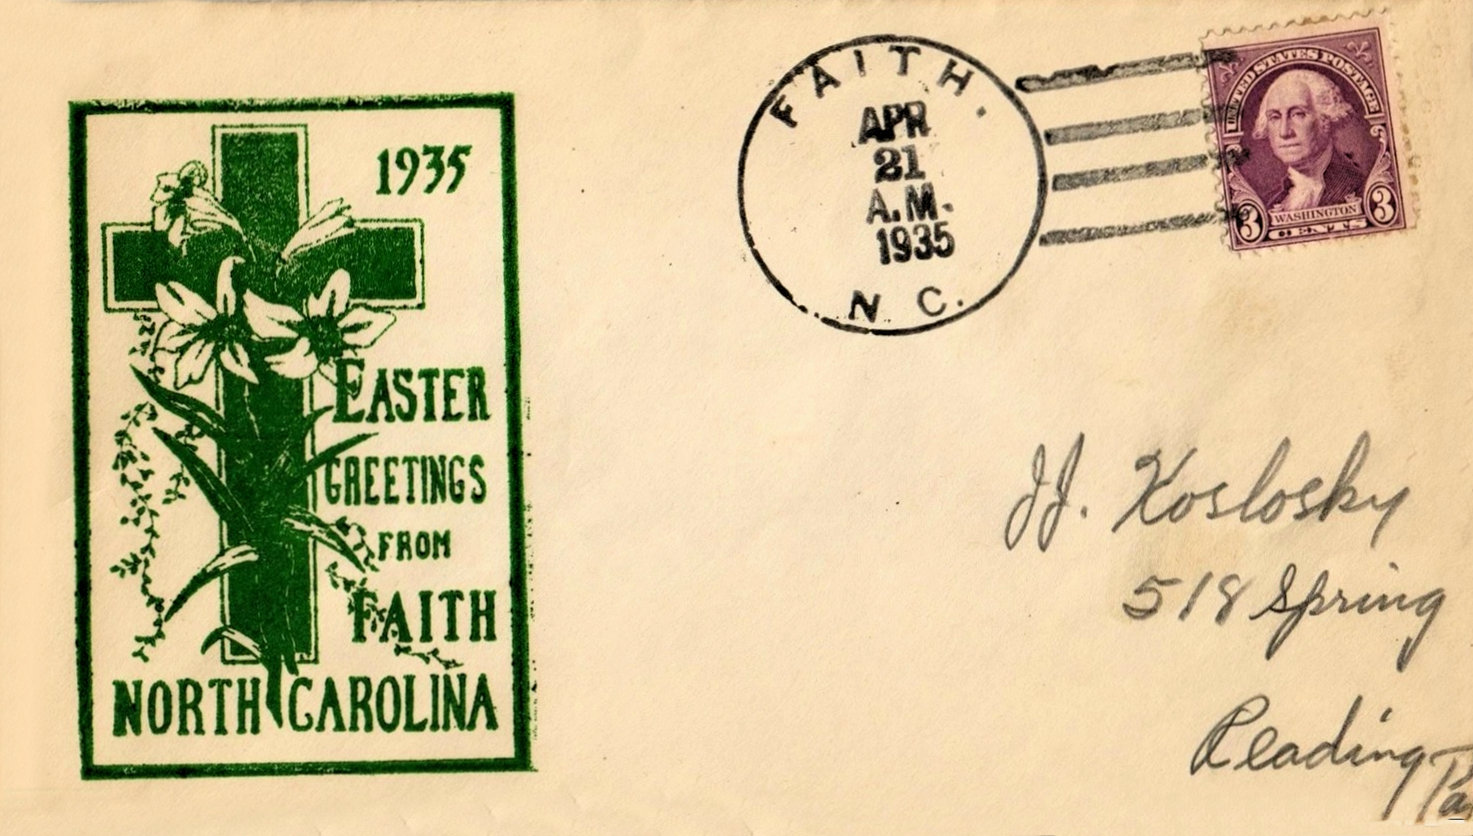 1935
EASTER
GREETINGS
FROM
FAITH
NORTH CAROLINA
FAITH.
APR
21
A.M.
1935
N. C.
UNITED STATES POSTAGE
3 WASHINGTON 3
CENTS
J.J. Koslosky
518 Spring
Reading Pa